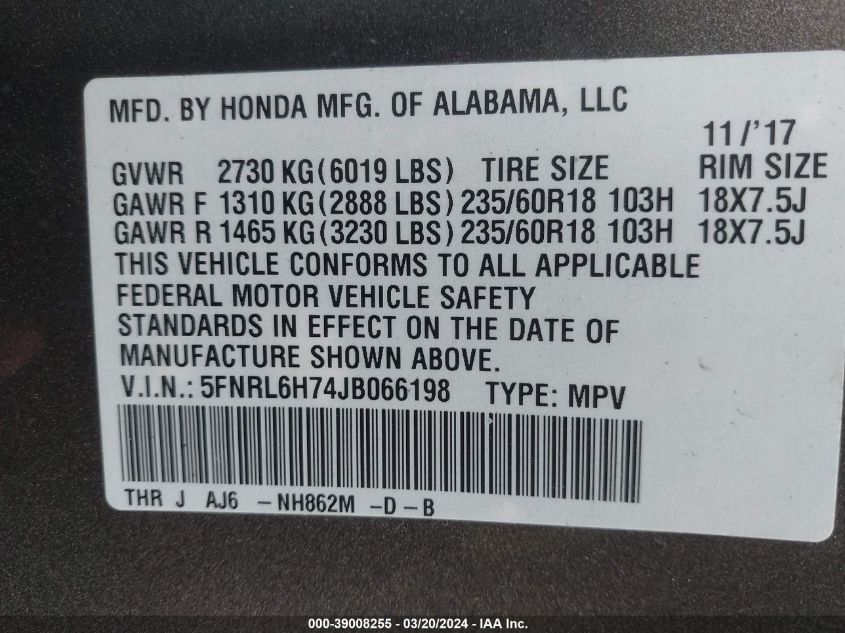 MFD. BY HONDA MFG. OF ALABAMA, LLC
11/'17
GVWR 2730 KG(6019 LBS) TIRE SIZE RIM SIZE
GAWR F 1310 KG(2888 LBS) 235/60R18 103H 18X7.5J
GAWR R 1465 KG(3230 LBS) 235/60R18 103H 18X7.5J
THIS VEHICLE CONFORMS TO ALL APPLICABLE
FEDERAL MOTOR VEHICLE SAFETY
STANDARDS IN EFFECT ON THE DATE OF
MANUFACTURE SHOWN ABOVE.
V.I.N.: 5FNRL6H74JB066198 TYPE: MPV
THR J AJ6 -NH862M -D-B
000-39008255 - 03/20/2024 - IAA Inc.